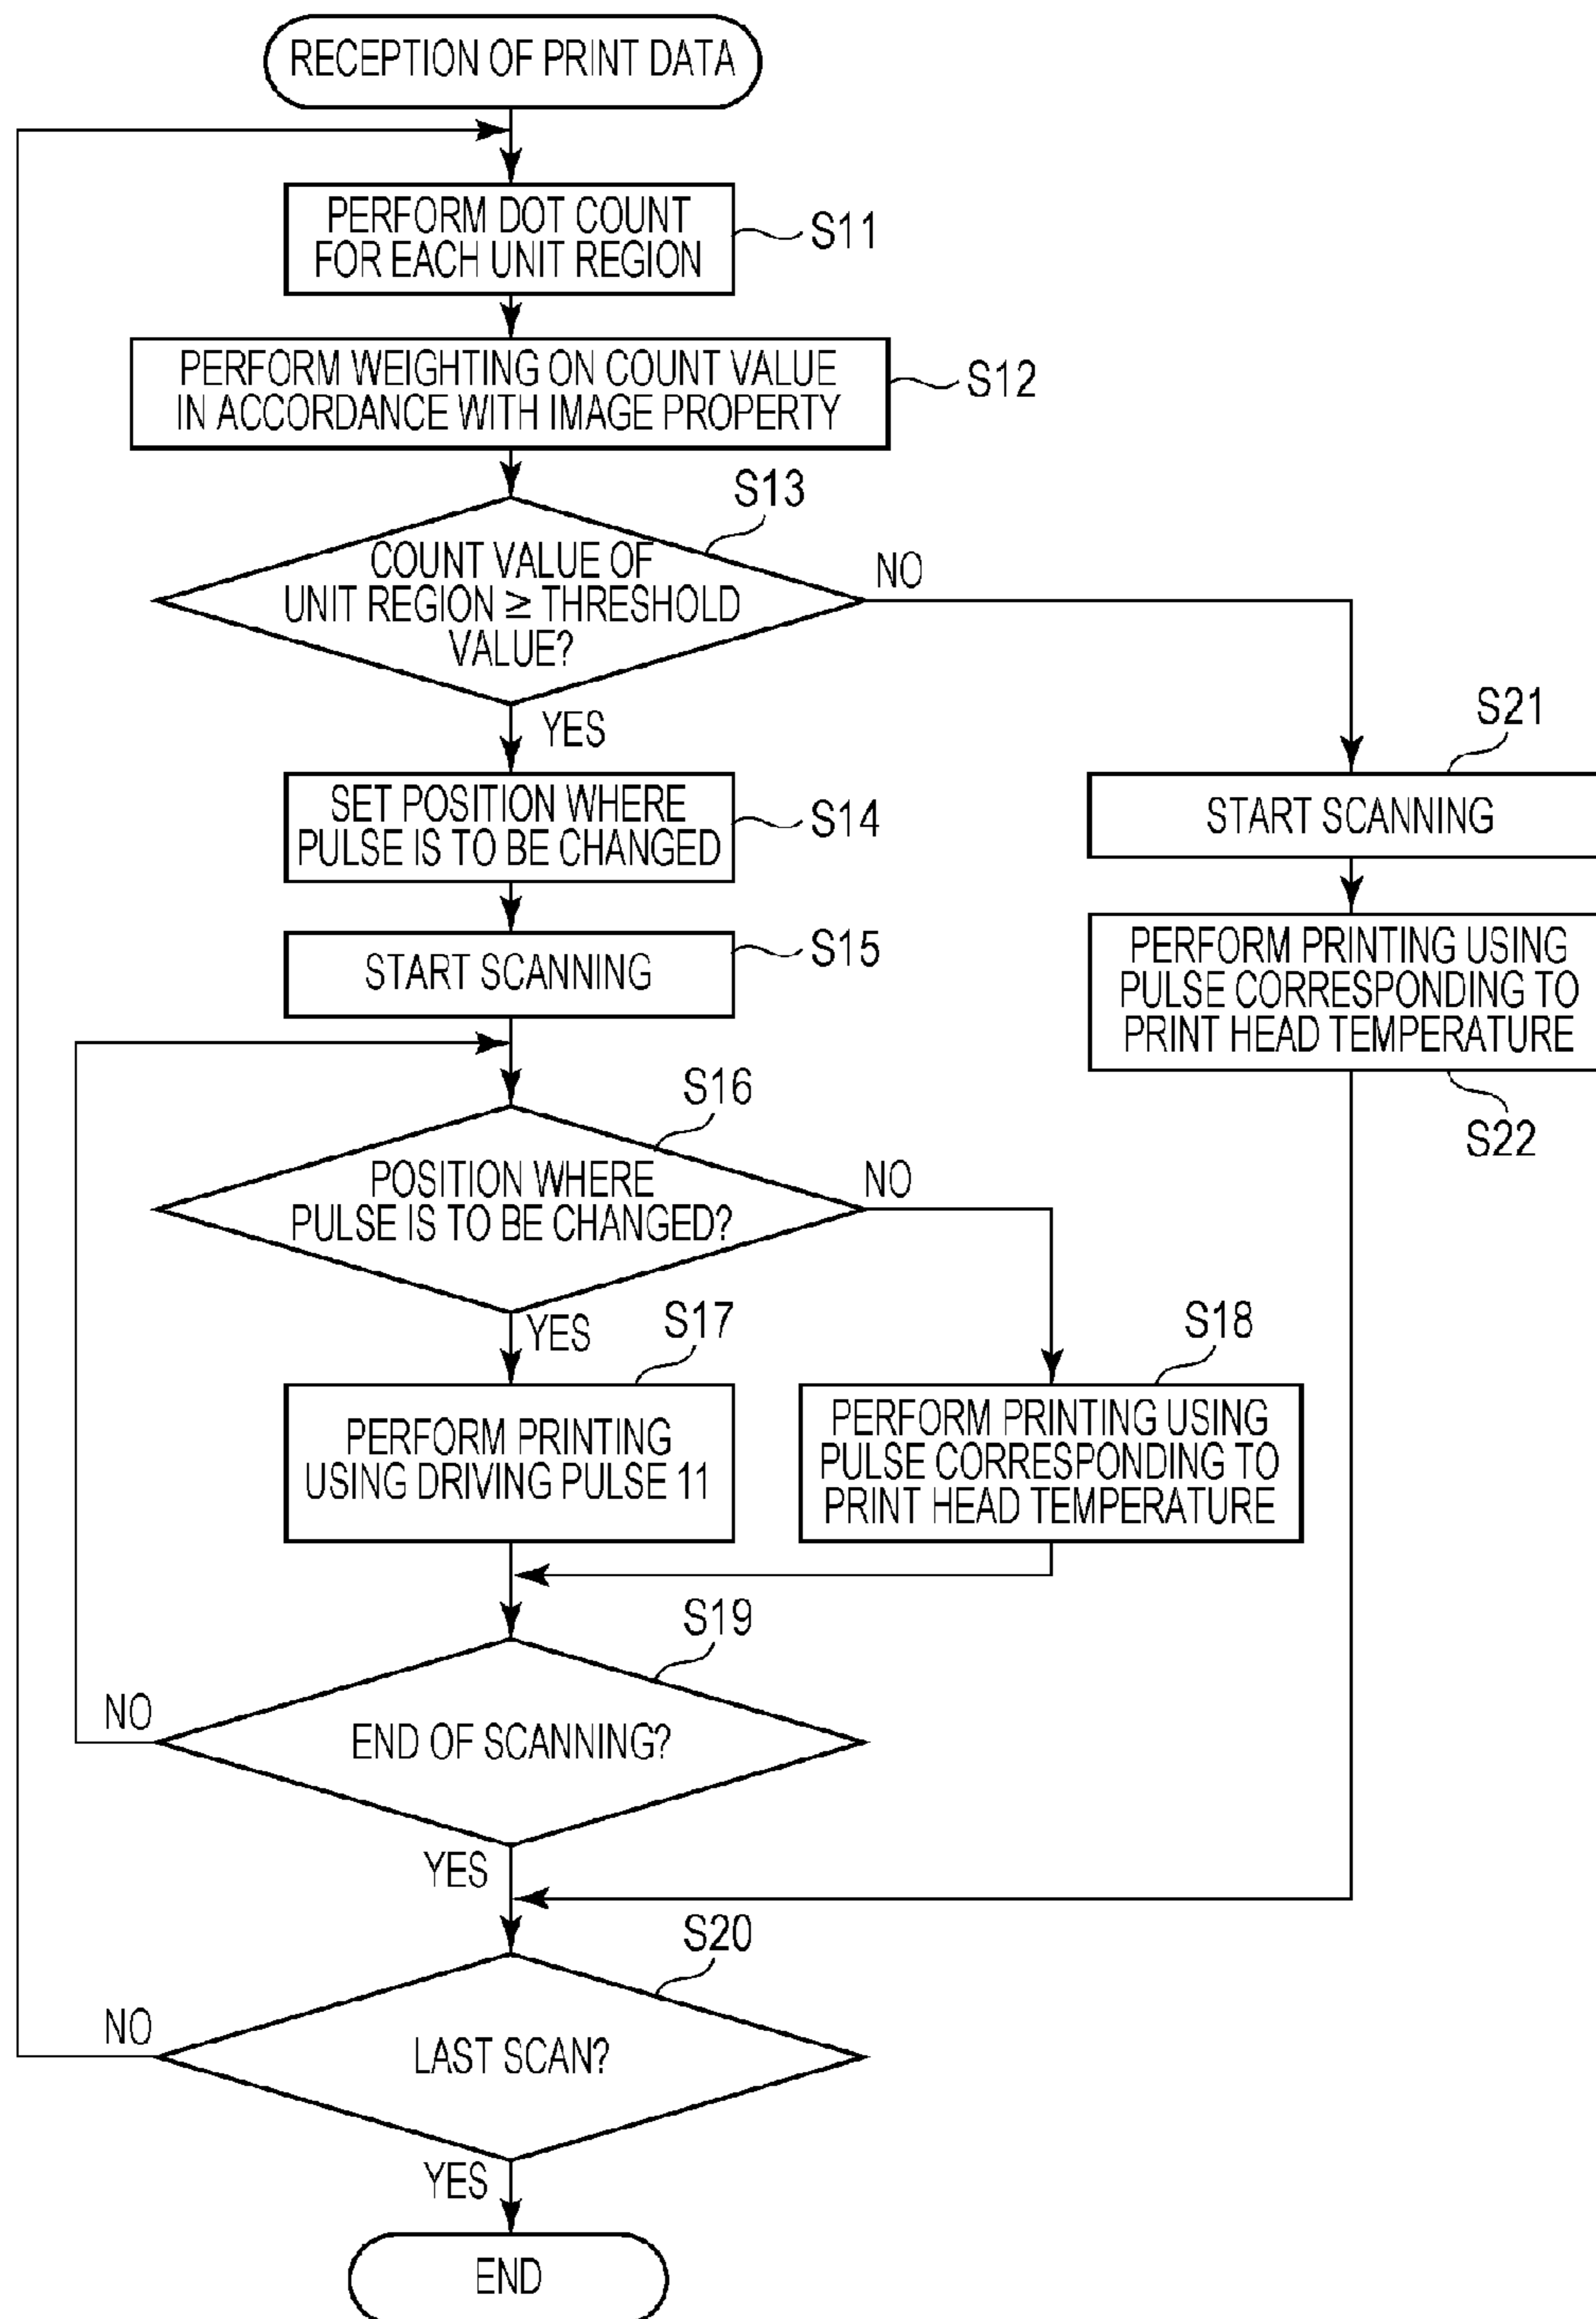 RECEPTION OF PRINT DATA
PERFORM DOT COUNT
FOR EACH UNIT REGION
S11
PERFORM WEIGHTING ON COUNT VALUE
IN ACCORDANCE WITH IMAGE PROPERTY
S12
S13
COUNT VALUE OF
UNIT REGION ≥ THRESHOLD
VALUE?
NO
YES
SET POSITION WHERE
PULSE IS TO BE CHANGED
S14
S21
START SCANNING
START SCANNING
S15
PERFORM PRINTING USING
PULSE CORRESPONDING TO
PRINT HEAD TEMPERATURE
S22
S16
POSITION WHERE
PULSE IS TO BE CHANGED?
NO
YES
S17
PERFORM PRINTING
USING DRIVING PULSE 11
S18
PERFORM PRINTING USING
PULSE CORRESPONDING TO
PRINT HEAD TEMPERATURE
S19
END OF SCANNING?
NO
YES
S20
LAST SCAN?
NO
YES
END